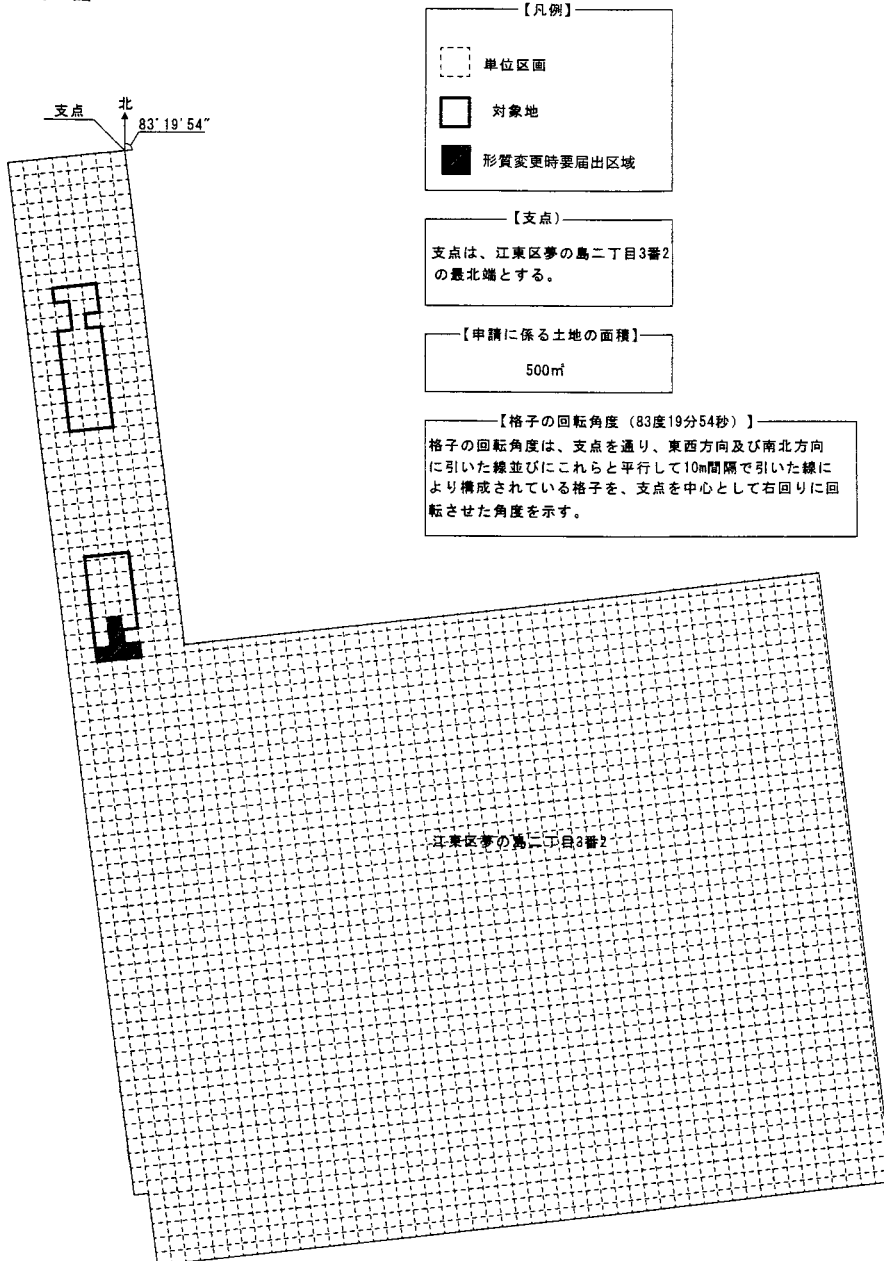 【凡例】
単位区画
対象地
形質変更時要届出区域
支点
北
83°19′54″
【支点)
支点は、江東区夢の島二丁目3番2
の最北端とする。
【申請に係る土地の面積】
500㎡
【格子の回転角度（83度19分54秒）】
格子の回転角度は、支点を通り、東西方向及び南北方向
に引いた線並びにこれらと平行して10m間隔で引いた線に
より構成されている格子を、支点を中心として右回りに回
転させた角度を示す。
江東区夢の島二丁目3番2